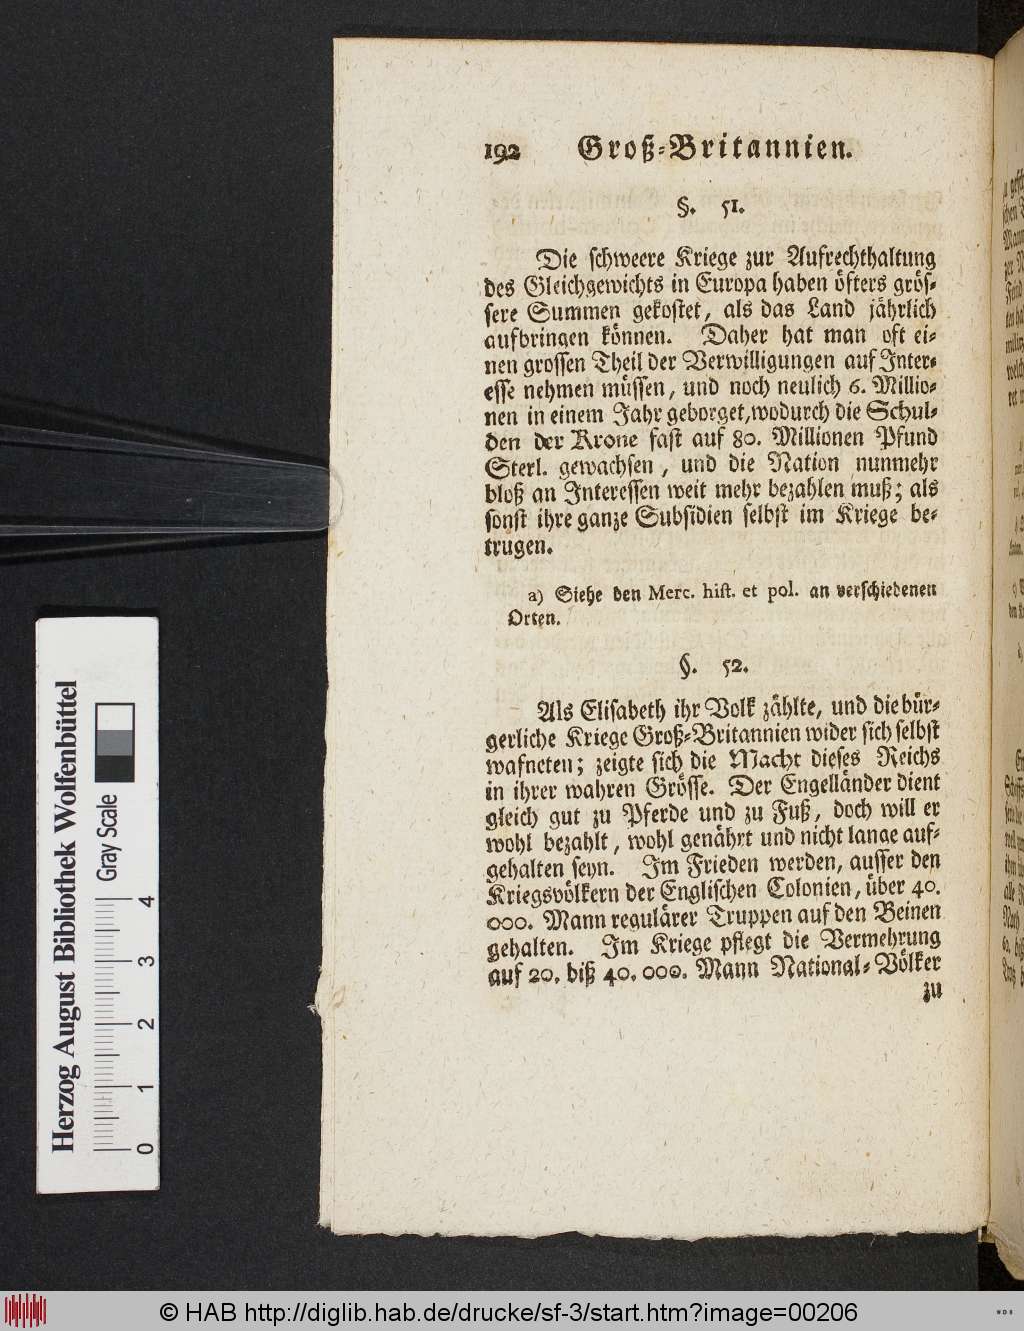 192 Groß-Britannien.
§. 51.
Die schweere Kriege zur Aufrechthaltung
des Gleichgewichts in Europa haben öfters grös-
sere Summen gekostet, als das Land jährlich
aufbringen können. Daher hat man oft ei-
nen grossen Theil der Verwilligungen auf Inter-
esse nehmen müssen, und noch neulich 6. Millio-
nen in einem Jahr geborget, wodurch die Schul-
den der Krone fast auf 80. Millionen Pfund
Sterl. gewachsen, und die Nation nunmehr
bloß an Interessen weit mehr bezahlen muß; als
sonst ihre ganze Subsidien selbst im Kriege be-
trugen.
a) Siehe den Merc. hist. et pol. an verschiedenen
Orten.
§. 52.
Als Elisabeth ihr Volk zählte, und die bür-
gerliche Kriege Groß-Britannien wider sich selbst
wafneten; zeigte sich die Macht dieses Reichs
in ihrer wahren Grösse. Der Engelländer dient
gleich gut zu Pferde und zu Fuß, doch will er
wohl bezahlt, wohl genährt und nicht lange auf-
gehalten seyn. Im Frieden werden, ausser den
Kriegsvölkern der Englischen Colonien, über 40.
000. Mann regulärer Truppen auf den Beinen
gehalten. Im Kriege pflegt die Vermehrung
auf 20. biß 40. 000. Mann National-Völker
zu
Herzog August Bibliothek Wolfenbüttel
Gray Scale
0 1 2 3 4
© HAB http://diglib.hab.de/drucke/sf-3/start.htm?image=00206